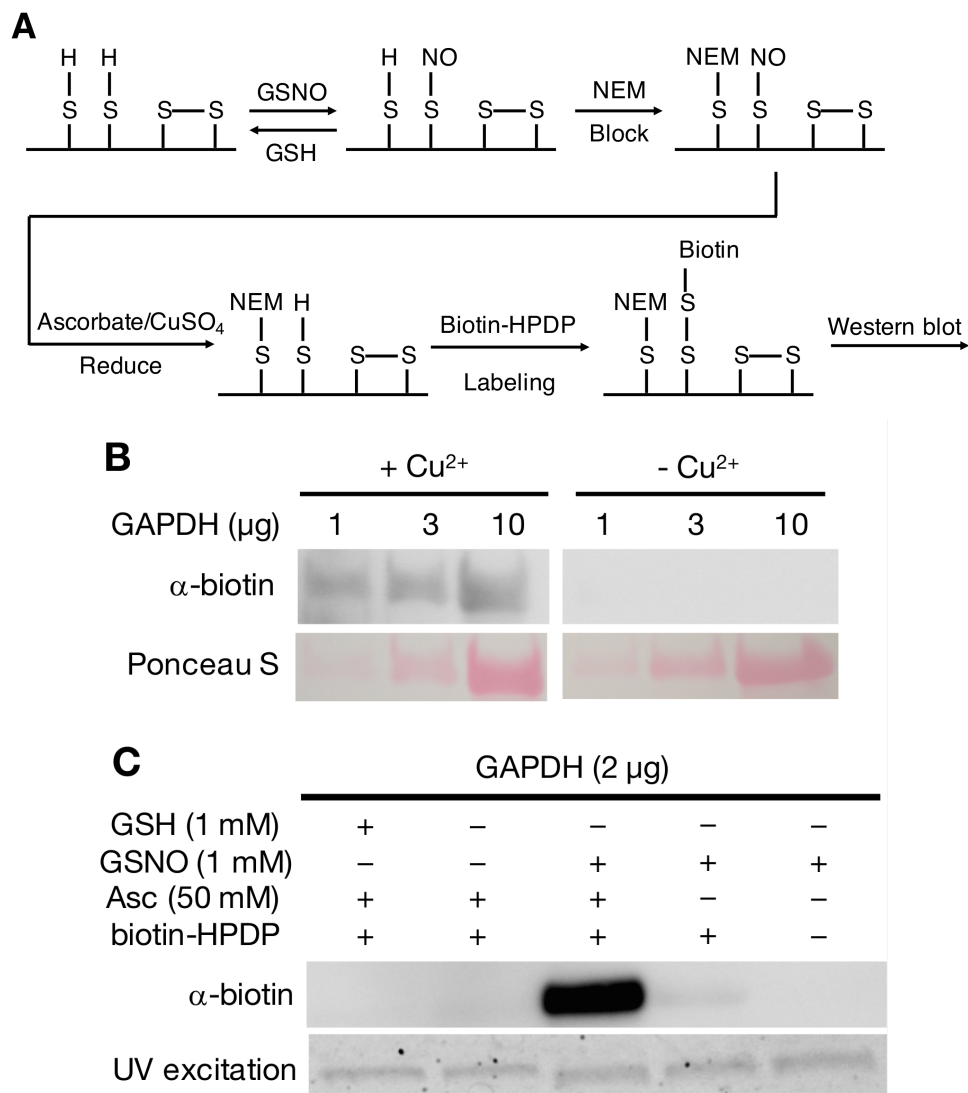 A
H H
H NO
NEM NO
S S S S
GSNO
GSH
S S S S
NEM
Block
S S S S
Biotin
NEM H
NEM S
Ascorbate/CuSO4
Reduce
S S S S
Biotin-HPDP
Labeling
S S S S
Western blot
B
+ Cu2+ - Cu2+
GAPDH (µg) 1 3 10 1 3 10
α-biotin
Ponceau S
C
GAPDH (2 µg)
GSH (1 mM) + – – – –
GSNO (1 mM) – – + + +
Asc (50 mM) + + + – –
biotin-HPDP + + + + –
α-biotin
UV excitation